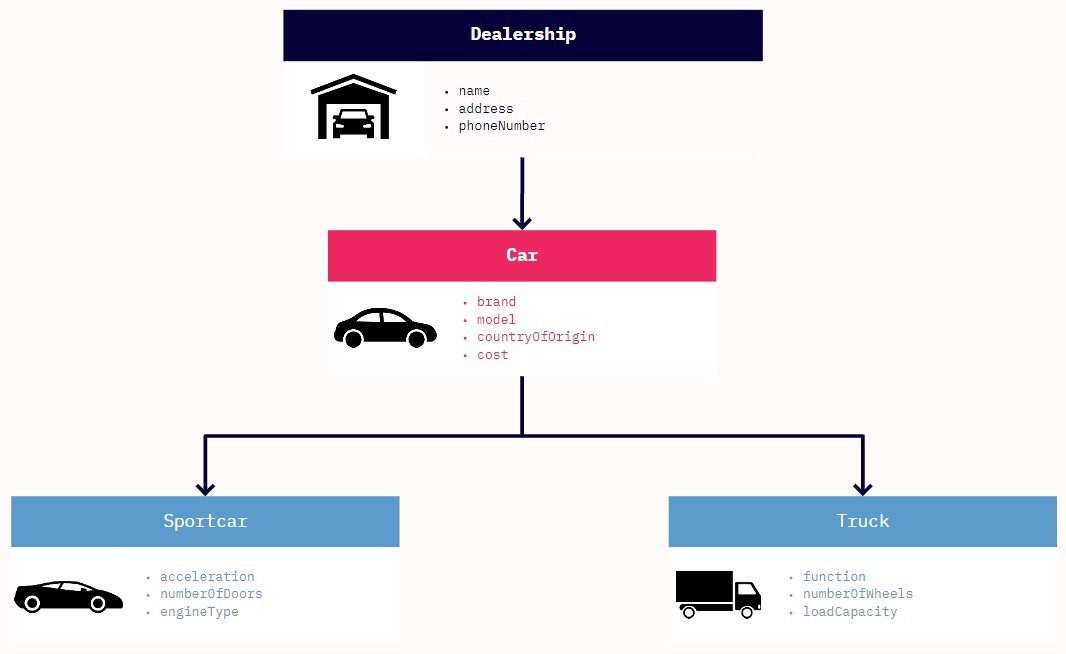 Dealership
• name
• address
• phoneNumber
Car
• brand
• model
• countryOfOrigin
• cost
Sportcar
• acceleration
• numberOfDoors
• engineType
Truck
• function
• numberOfWheels
• loadCapacity